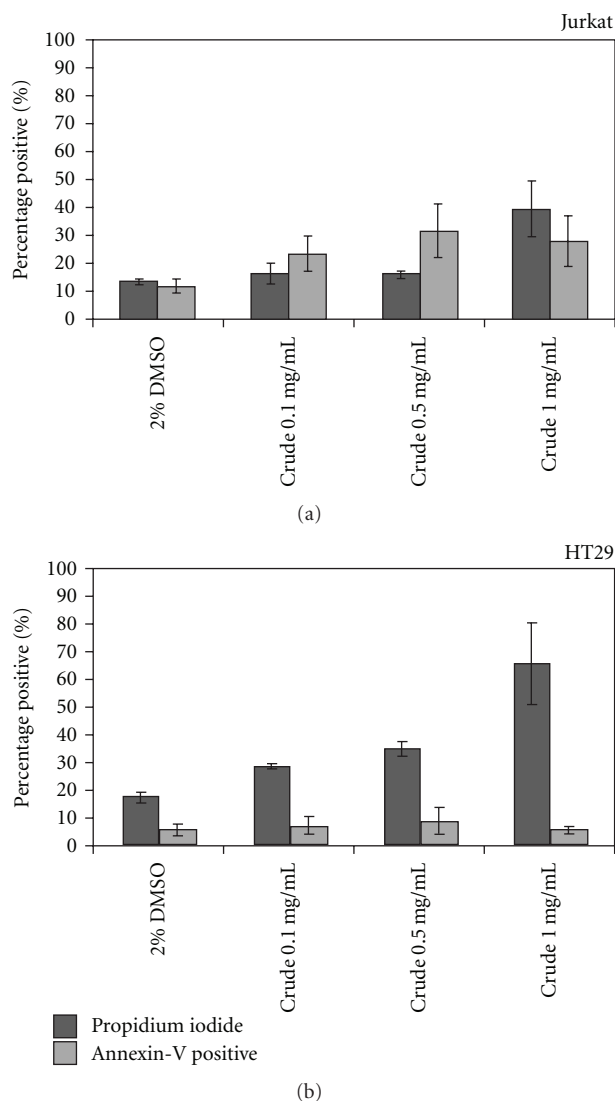 Jurkat
Percentage positive (%)
100
90
80
70
60
50
40
30
20
10
0
2% DMSO
Crude 0.1 mg/mL
Crude 0.5 mg/mL
Crude 1 mg/mL
(a)
HT29
Percentage positive (%)
100
90
80
70
60
50
40
30
20
10
0
2% DMSO
Crude 0.1 mg/mL
Crude 0.5 mg/mL
Crude 1 mg/mL
Propidium iodide
Annexin-V positive
(b)